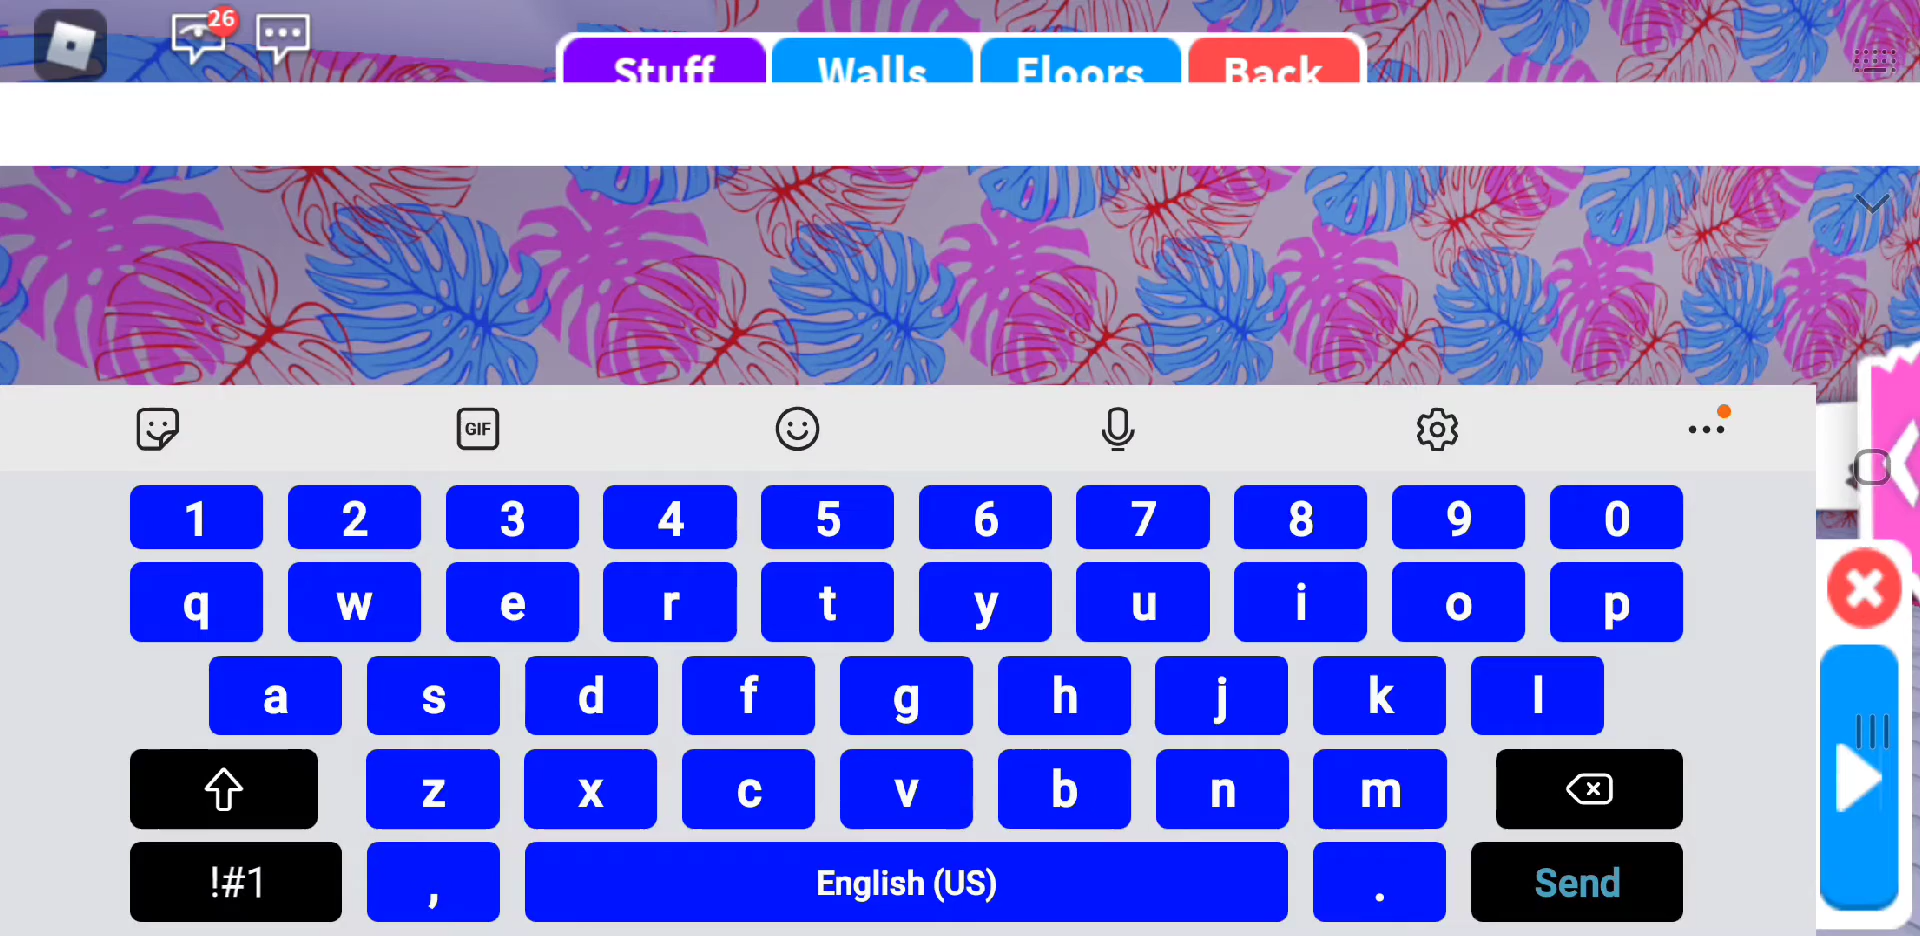 26
Stuff Walls Floors Back
GIF
1 2 3 4 5 6 7 8 9 0
q w e r t y u i o p
a s d f g h j k l
z x c v b n m
!#1 , English (US) . Send